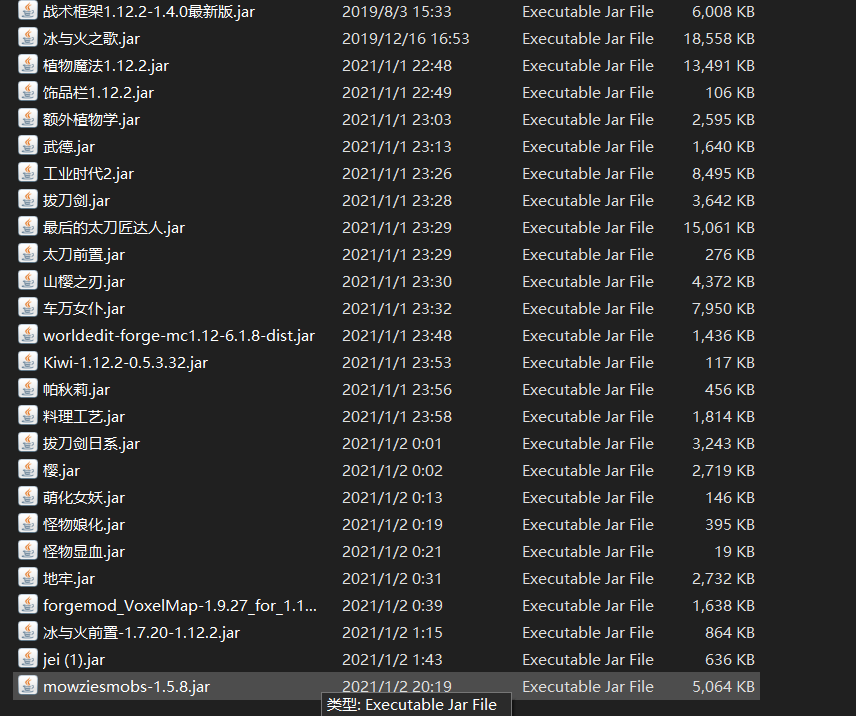 战术框架1.12.2-1.4.0最新版.jar 2019/8/3 15:33 Executable Jar File 6,008 KB
冰与火之歌.jar 2019/12/16 16:53 Executable Jar File 18,558 KB
植物魔法1.12.2.jar 2021/1/1 22:48 Executable Jar File 13,491 KB
饰品栏1.12.2.jar 2021/1/1 22:49 Executable Jar File 106 KB
额外植物学.jar 2021/1/1 23:03 Executable Jar File 2,595 KB
武德.jar 2021/1/1 23:13 Executable Jar File 1,640 KB
工业时代2.jar 2021/1/1 23:26 Executable Jar File 8,495 KB
拔刀剑.jar 2021/1/1 23:28 Executable Jar File 3,642 KB
最后的太刀匠达人.jar 2021/1/1 23:29 Executable Jar File 15,061 KB
太刀前置.jar 2021/1/1 23:29 Executable Jar File 276 KB
山樱之刃.jar 2021/1/1 23:30 Executable Jar File 4,372 KB
车万女仆.jar 2021/1/1 23:32 Executable Jar File 7,950 KB
worldedit-forge-mc1.12-6.1.8-dist.jar 2021/1/1 23:48 Executable Jar File 1,436 KB
Kiwi-1.12.2-0.5.3.32.jar 2021/1/1 23:53 Executable Jar File 117 KB
帕秋莉.jar 2021/1/1 23:56 Executable Jar File 456 KB
料理工艺.jar 2021/1/1 23:58 Executable Jar File 1,814 KB
拔刀剑日系.jar 2021/1/2 0:01 Executable Jar File 3,243 KB
樱.jar 2021/1/2 0:02 Executable Jar File 2,719 KB
萌化女妖.jar 2021/1/2 0:13 Executable Jar File 146 KB
怪物娘化.jar 2021/1/2 0:19 Executable Jar File 395 KB
怪物显血.jar 2021/1/2 0:21 Executable Jar File 19 KB
地牢.jar 2021/1/2 0:31 Executable Jar File 2,732 KB
forgemod_VoxelMap-1.9.27_for_1.1... 2021/1/2 0:39 Executable Jar File 1,638 KB
冰与火前置-1.7.20-1.12.2.jar 2021/1/2 1:15 Executable Jar File 864 KB
jei (1).jar 2021/1/2 1:43 Executable Jar File 636 KB
mowziesmobs-1.5.8.jar 2021/1/2 20:19 Executable Jar File 5,064 KB
类型: Executable Jar File